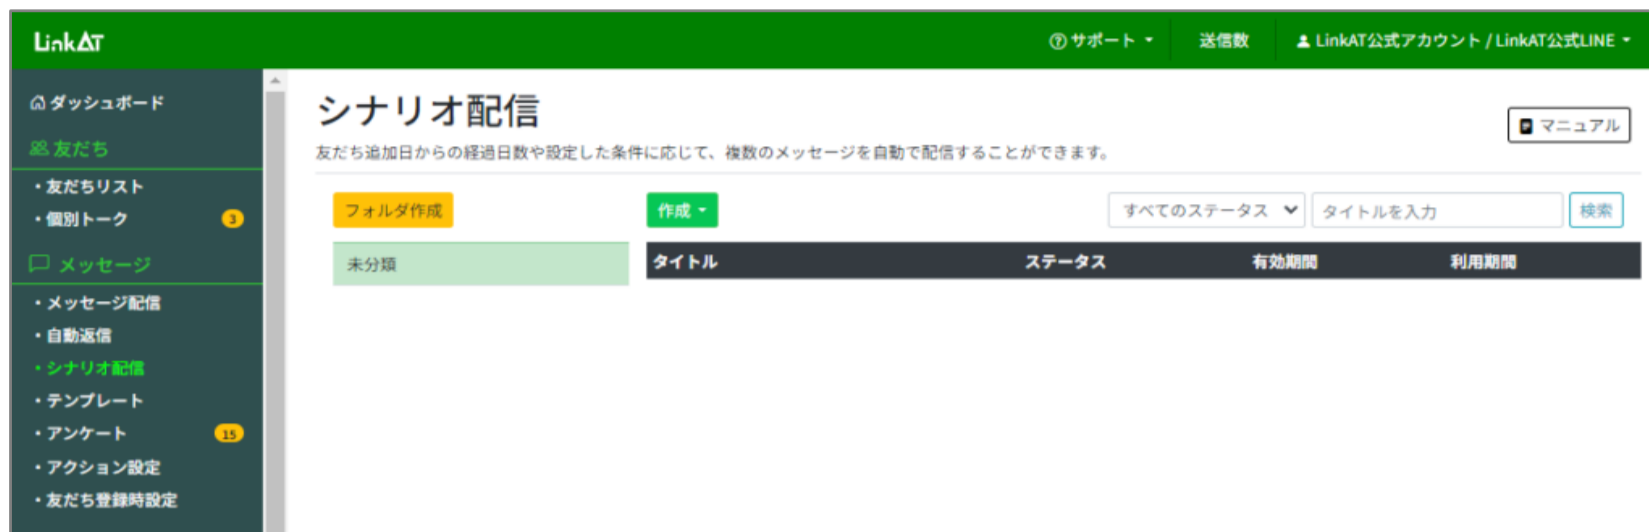 LinkAT
サポート
送信数
LinkAT公式アカウント / LinkAT公式LINE
ダッシュボード
友だち
・友だちリスト
・個別トーク 3
メッセージ
・メッセージ配信
・自動返信
・シナリオ配信
・テンプレート
・アンケート 15
・アクション設定
・友だち登録時設定
シナリオ配信
マニュアル
友だち追加日からの経過日数や設定した条件に応じて、複数のメッセージを自動で配信することができます。
フォルダ作成
作成
すべてのステータス
タイトルを入力
検索
未分類
タイトル ステータス 有効期間 利用期間